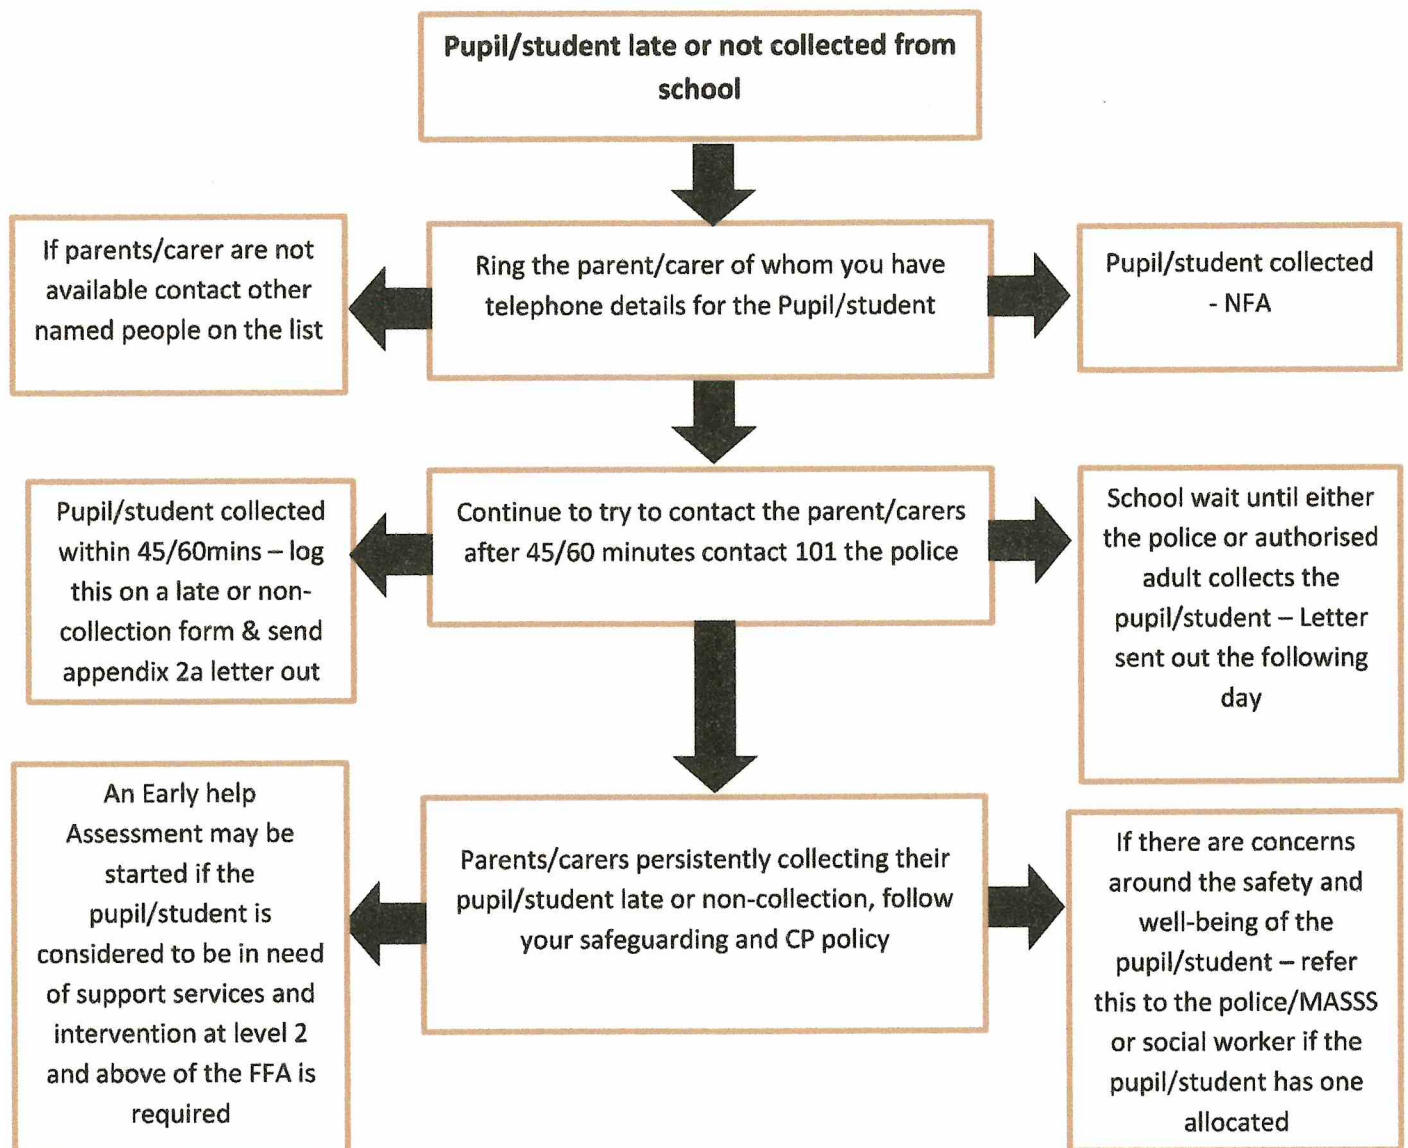 Pupil/student late or not collected from
school
If parents/carer are not
available contact other
named people on the list
Ring the parent/carer of whom you have
telephone details for the Pupil/student
Pupil/student collected
- NFA
Pupil/student collected
within 45/60mins – log
this on a late or non-
collection form & send
appendix 2a letter out
Continue to try to contact the parent/carers
after 45/60 minutes contact 101 the police
School wait until either
the police or authorised
adult collects the
pupil/student – Letter
sent out the following
day
An Early help
Assessment may be
started if the
pupil/student is
considered to be in need
of support services and
intervention at level 2
and above of the FFA is
required
Parents/carers persistently collecting their
pupil/student late or non-collection, follow
your safeguarding and CP policy
If there are concerns
around the safety and
well-being of the
pupil/student – refer
this to the police/MASSS
or social worker if the
pupil/student has one
allocated